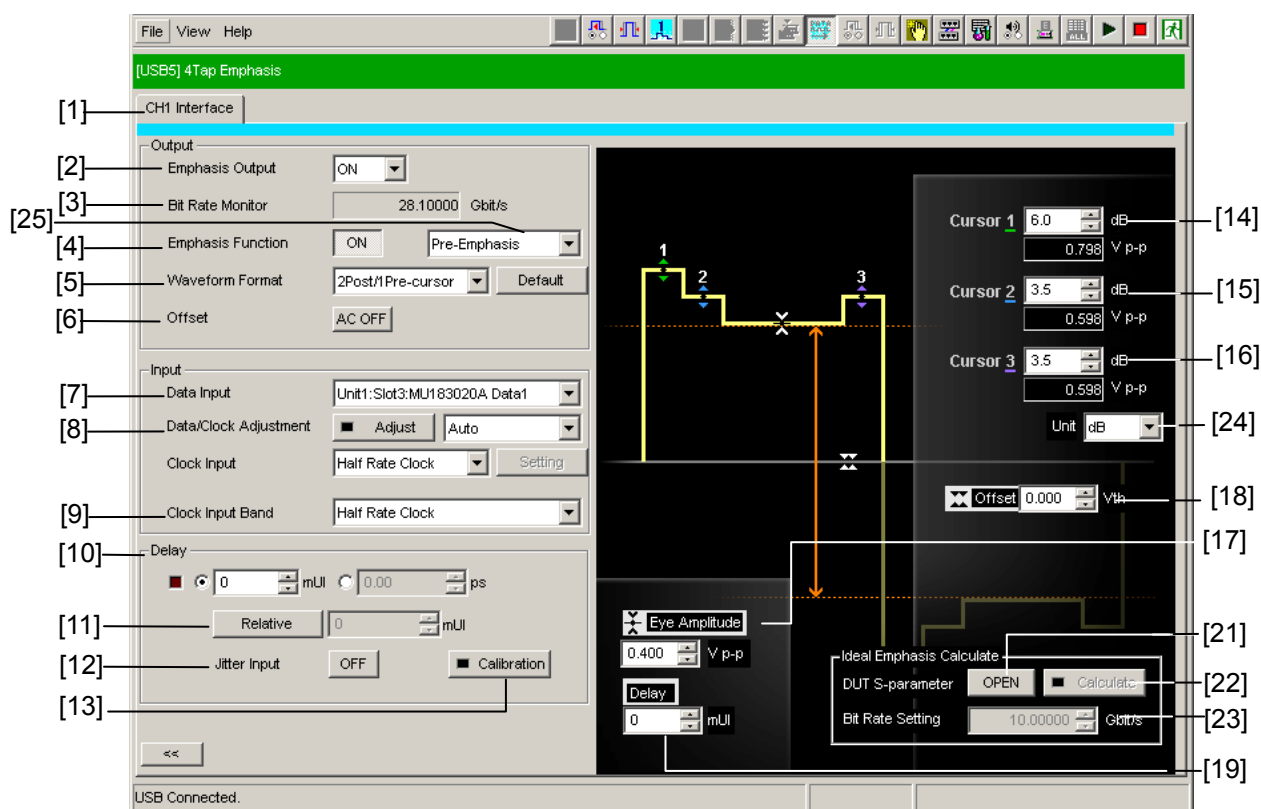 File View Help
DATA
ALL
[USB5] 4Tap Emphasis
[1] CH1 Interface
Output
[2] Emphasis Output ON
[3] Bit Rate Monitor 28.10000 Gbit/s
[25]
[4] Emphasis Function ON Pre-Emphasis
[5] Waveform Format 2Post/1Pre-cursor Default
[6] Offset AC OFF
Input
[7] Data Input Unit1:Slot3:MU183020A Data1
[8] Data/Clock Adjustment Adjust Auto
Clock Input Half Rate Clock Setting
[9] Clock Input Band Half Rate Clock
[10] Delay
0 mUI 0.00 ps
[11] Relative 0 mUI
[12] Jitter Input OFF Calibration
[13]
<<
USB Connected.
1
2
3
Cursor 1 6.0 dB [14]
0.798 V p-p
Cursor 2 3.5 dB [15]
0.598 V p-p
Cursor 3 3.5 dB [16]
0.598 V p-p
Unit dB [24]
Offset 0.000 Vth [18]
[17]
Eye Amplitude
0.400 V p-p
Delay
0 mUI
[19]
[21]
Ideal Emphasis Calculate
DUT S-parameter OPEN Calculate [22]
Bit Rate Setting 10.00000 Gbit/s [23]